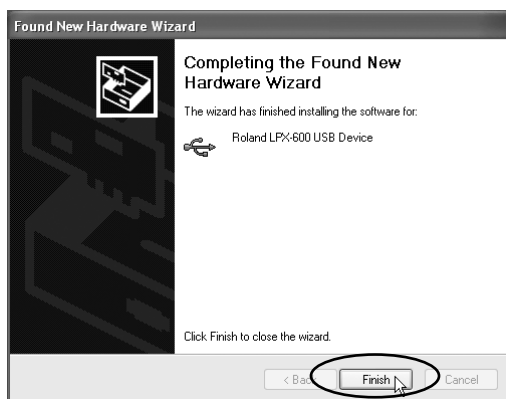 Found New Hardware Wizard
Completing the Found New
Hardware Wizard
The wizard has finished installing the software for:
Roland LPX-600 USB Device
Click Finish to close the wizard.
< Back Finish Cancel